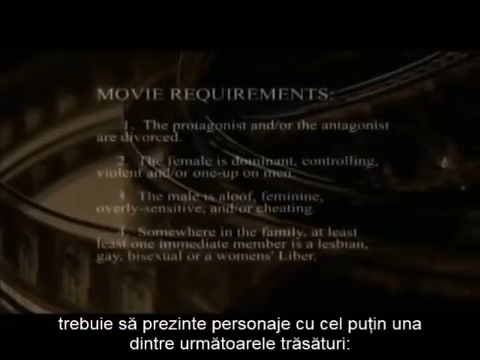 MOVIE REQUIREMENTS:
1. The protagonist and/or the antagonist
are divorced.
2. The female is dominant, controlling,
violent and/or one-up on men.
3. The male is aloof, feminine,
overly-sensitive, and/or cheating.
4. Somewhere in the family, at least
least one immediate member is a lesbian,
gay, bisexual or a womens' Liber.
trebuie să prezinte personaje cu cel puțin una
dintre următoarele trăsături: